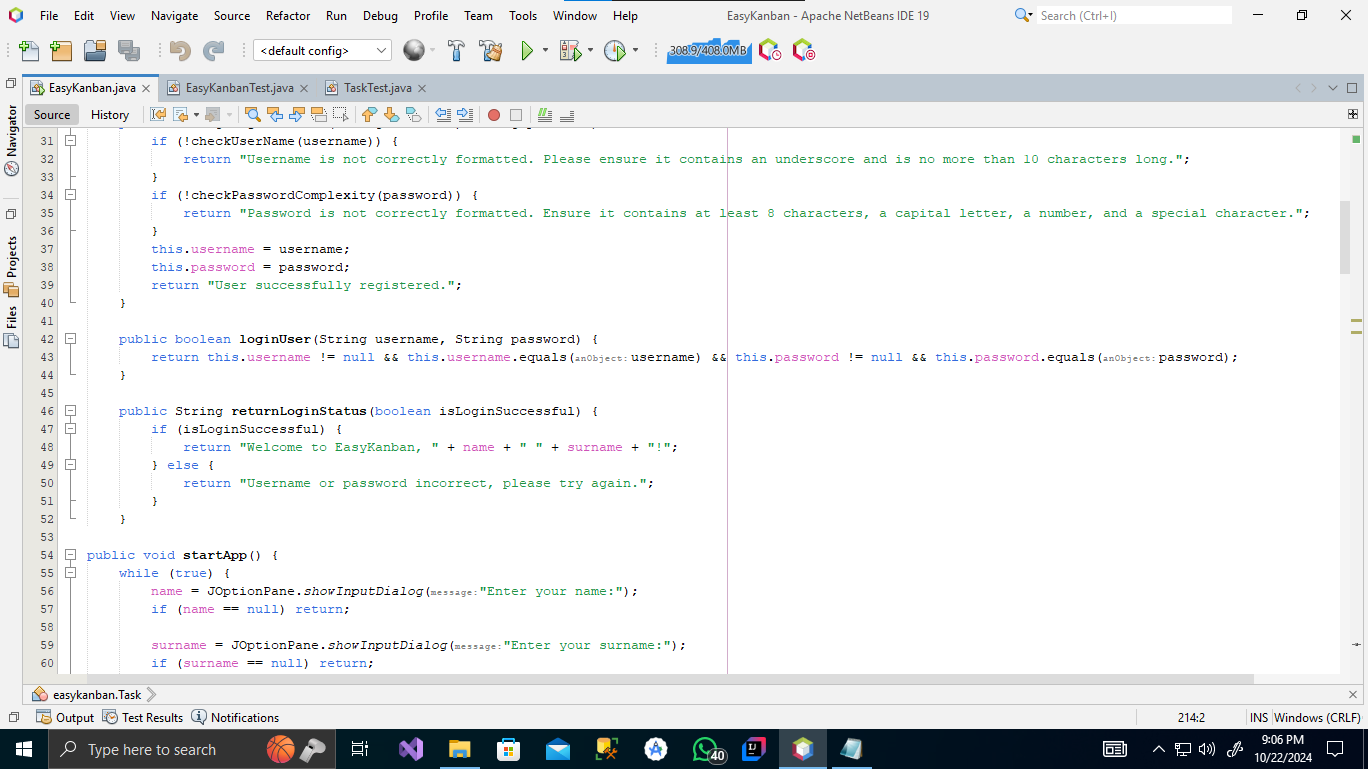 File Edit View Navigate Source Refactor Run Debug Profile Team Tools Window Help EasyKanban - Apache NetBeans IDE 19 Search (Ctrl+I)
<default config> 308.9/408.0MB
EasyKanban.java EasyKanbanTest.java TaskTest.java
Source History
Navigator
Projects
Files
31 if (!checkUserName(username)) {
32 return "Username is not correctly formatted. Please ensure it contains an underscore and is no more than 10 characters long.";
33 }
34 if (!checkPasswordComplexity(password)) {
35 return "Password is not correctly formatted. Ensure it contains at least 8 characters, a capital letter, a number, and a special character.";
36 }
37 this.username = username;
38 this.password = password;
39 return "User successfully registered.";
40 }
41
42 public boolean loginUser(String username, String password) {
43 return this.username != null && this.username.equals(anObject: username) && this.password != null && this.password.equals(anObject: password);
44 }
45
46 public String returnLoginStatus(boolean isLoginSuccessful) {
47 if (isLoginSuccessful) {
48 return "Welcome to EasyKanban, " + name + " " + surname + "!";
49 } else {
50 return "Username or password incorrect, please try again.";
51 }
52 }
53
54 public void startApp() {
55 while (true) {
56 name = JOptionPane.showInputDialog(message: "Enter your name:");
57 if (name == null) return;
58
59 surname = JOptionPane.showInputDialog(message: "Enter your surname:");
60 if (surname == null) return;
easykanban.Task
Output Test Results Notifications 214:2 INS Windows (CRLF)
Type here to search 40 9:06 PM
10/22/2024